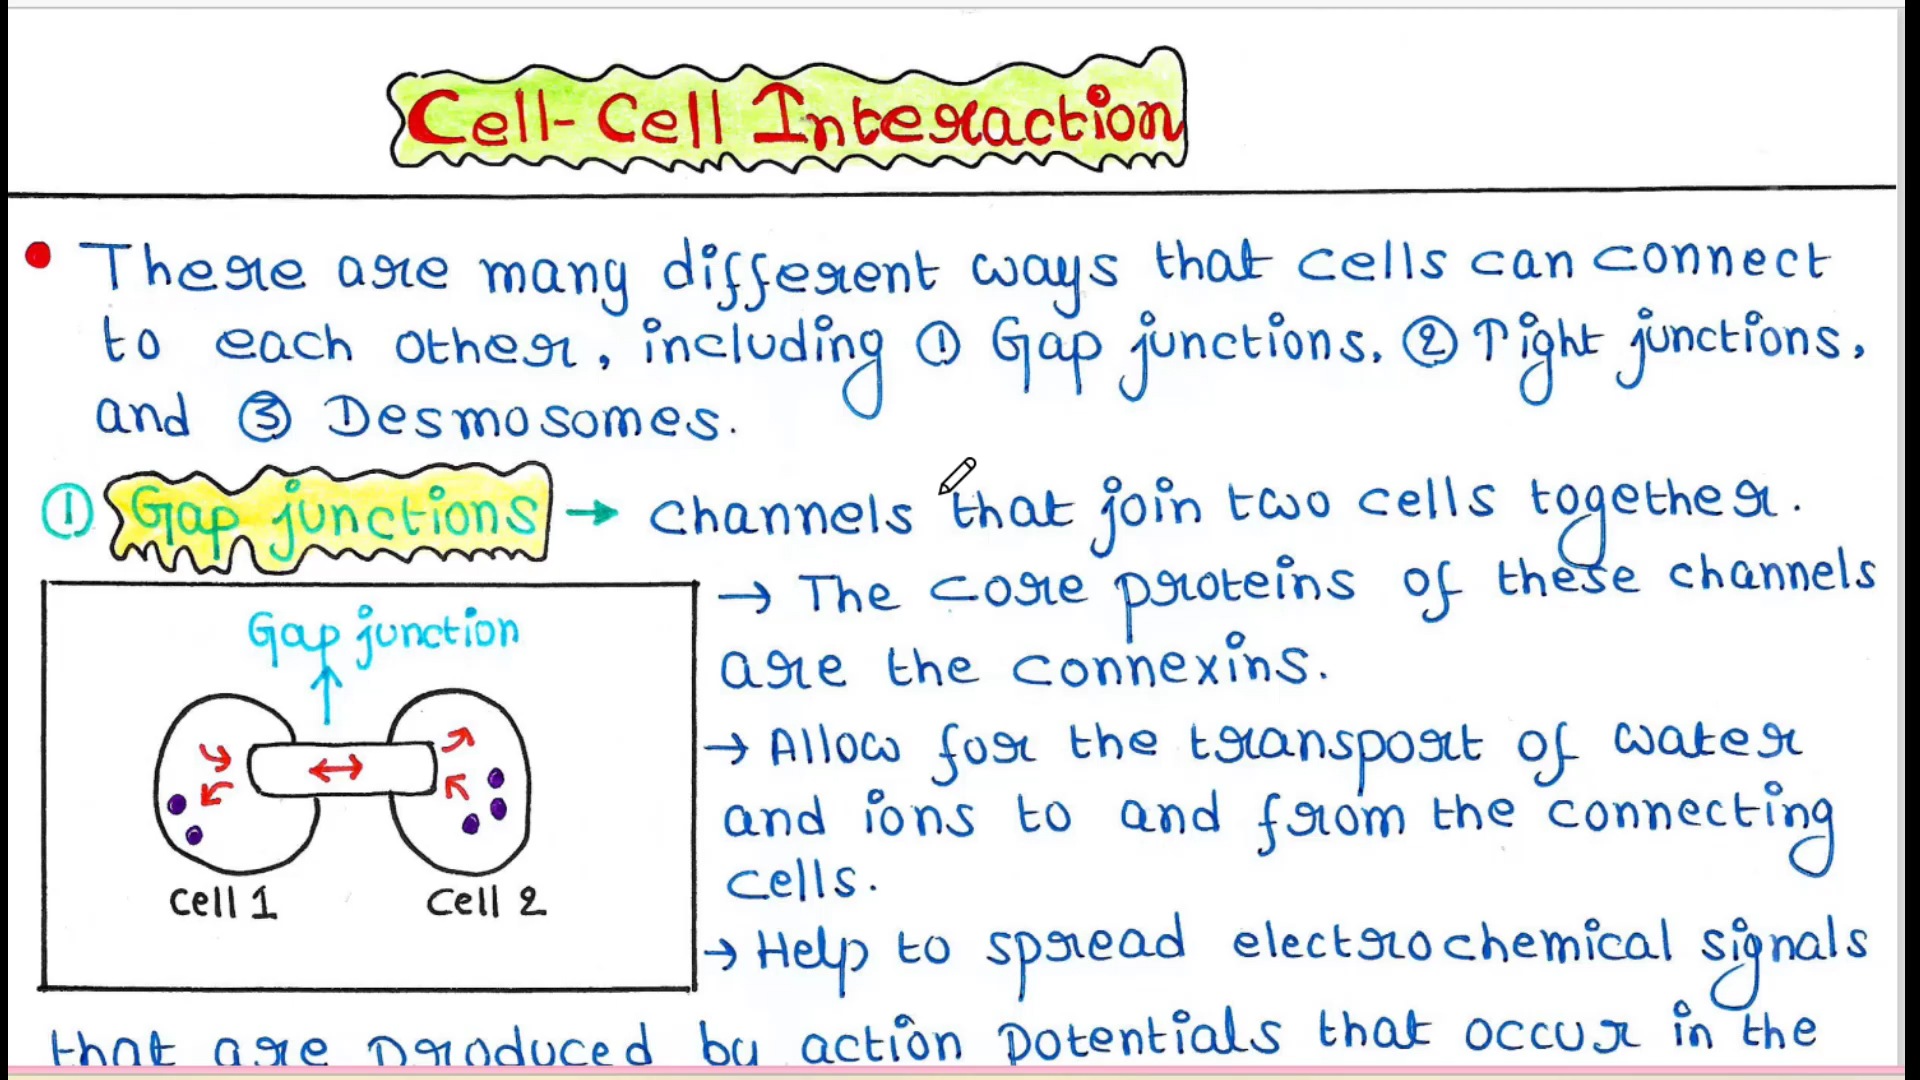 Cell-Cell Interaction
• There are many different ways that cells can connect
to each other, including ① Gap junctions, ② Tight junctions,
and ③ Desmosomes.
① Gap junctions → channels that join two cells together.
→ The core proteins of these channels
are the connexins.
→ Allow for the transport of water
and ions to and from the connecting
cells.
→ Help to spread electrochemical signals
that are produced by action potentials that occur in the
Gap junction
Cell 1
Cell 2